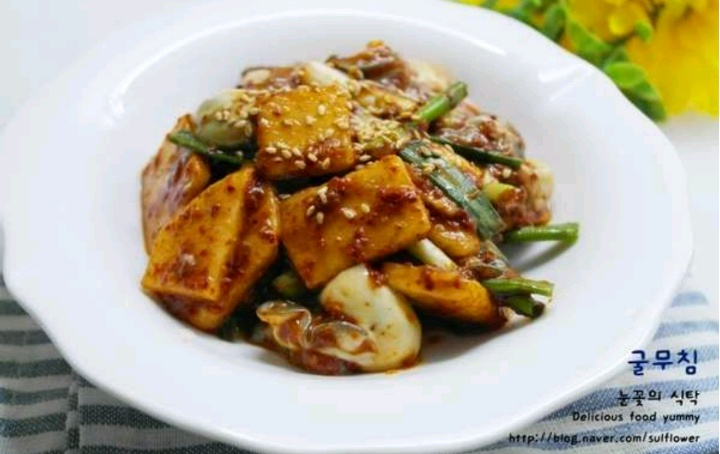 굴무침
눈꽃의 식탁
Delicious food yummy
http://blog.naver.com/sulflower